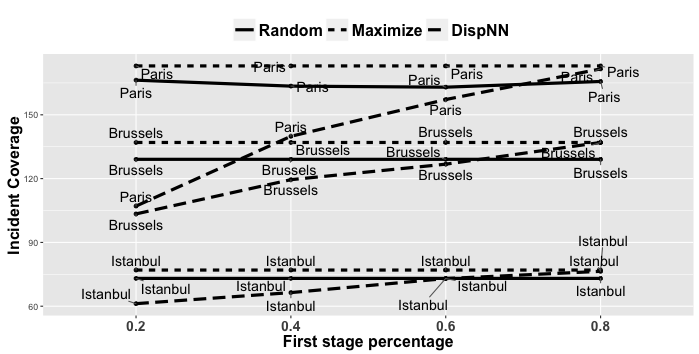 Random Maximize DispNN
Paris Paris Paris Paris Paris
Paris Paris Paris Paris
Paris Paris
150
Brussels Brussels Brussels
Brussels Brussels Brussels
Brussels Brussels Brussels Brussels
120
Brussels
Paris
Brussels
90
Istanbul
Istanbul Istanbul Istanbul Istanbul
Istanbul Istanbul Istanbul Istanbul
Istanbul Istanbul Istanbul
60
0.2 0.4 0.6 0.8
First stage percentage
Incident Coverage